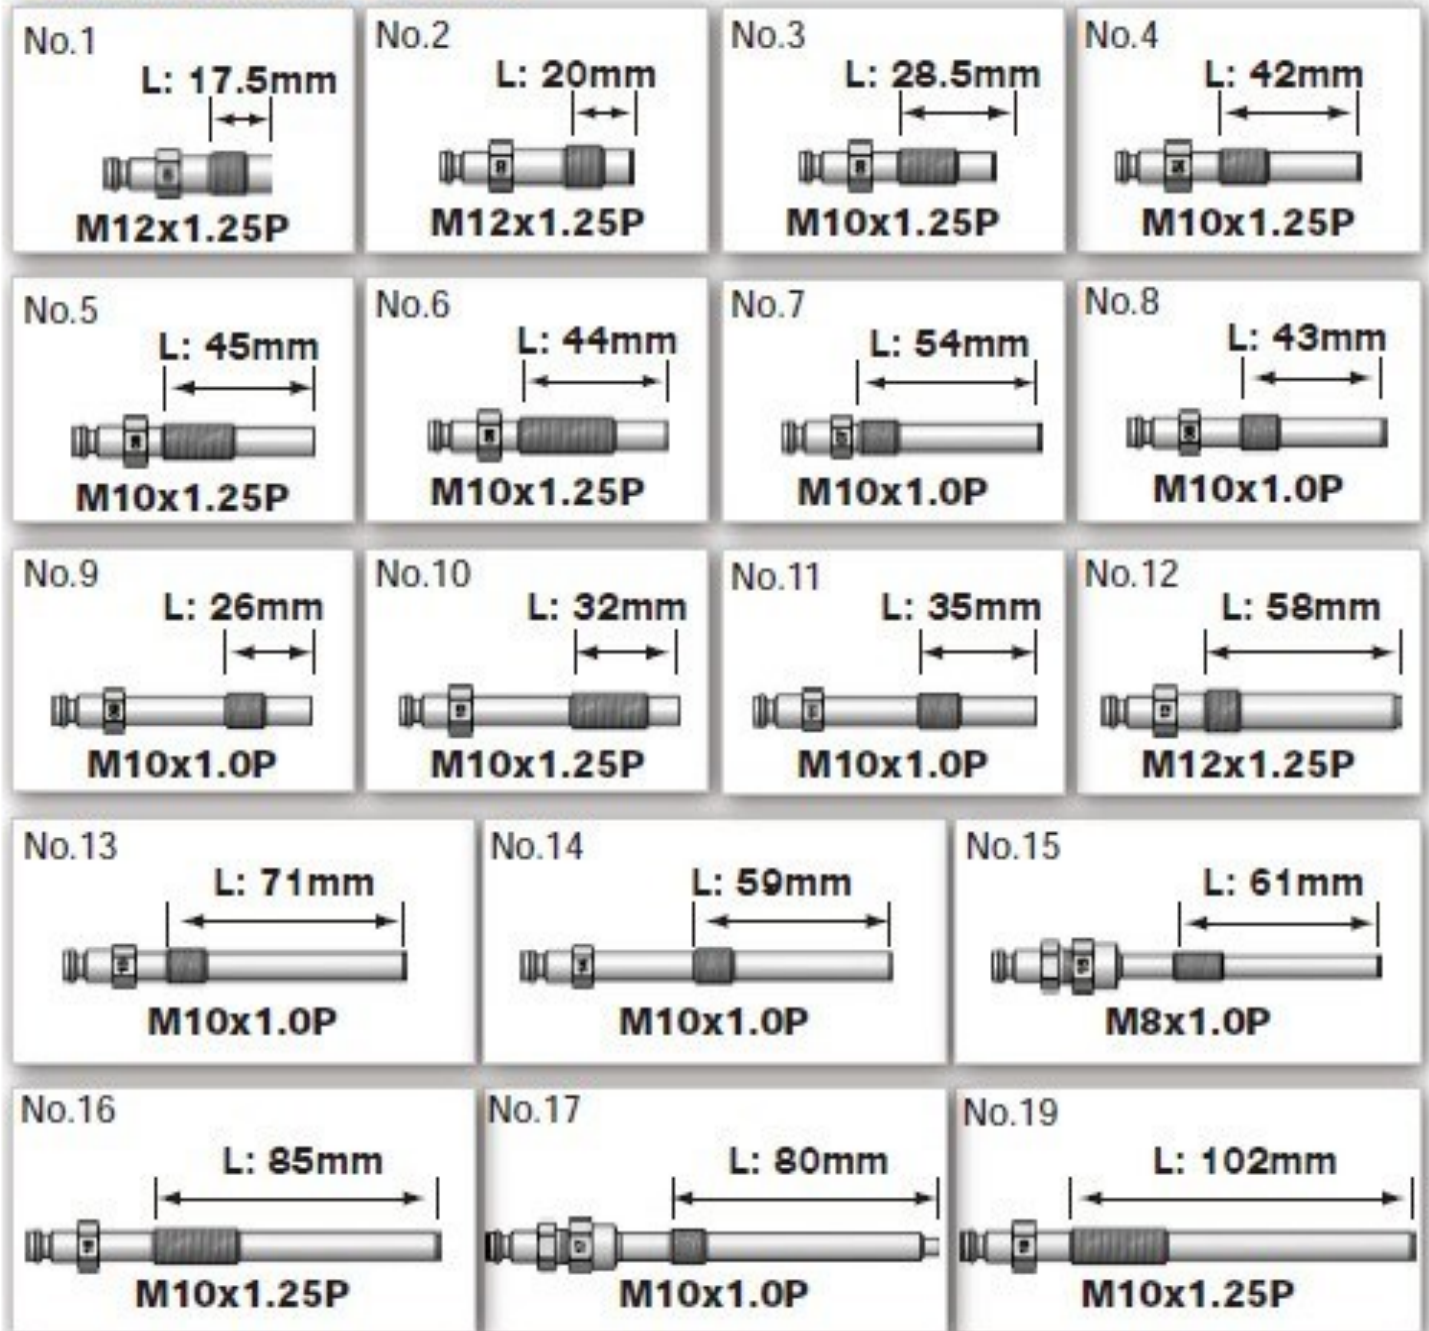 No.1
L: 17.5mm
M12x1.25P
No.2
L: 20mm
M12x1.25P
No.3
L: 28.5mm
M10x1.25P
No.4
L: 42mm
M10x1.25P
No.5
L: 45mm
M10x1.25P
No.6
L: 44mm
M10x1.25P
No.7
L: 54mm
M10x1.0P
No.8
L: 43mm
M10x1.0P
No.9
L: 26mm
M10x1.0P
No.10
L: 32mm
M10x1.25P
No.11
L: 35mm
M10x1.0P
No.12
L: 58mm
M12x1.25P
No.13
L: 71mm
M10x1.0P
No.14
L: 59mm
M10x1.0P
No.15
L: 61mm
M8x1.0P
No.16
L: 85mm
M10x1.25P
No.17
L: 80mm
M10x1.0P
No.19
L: 102mm
M10x1.25P